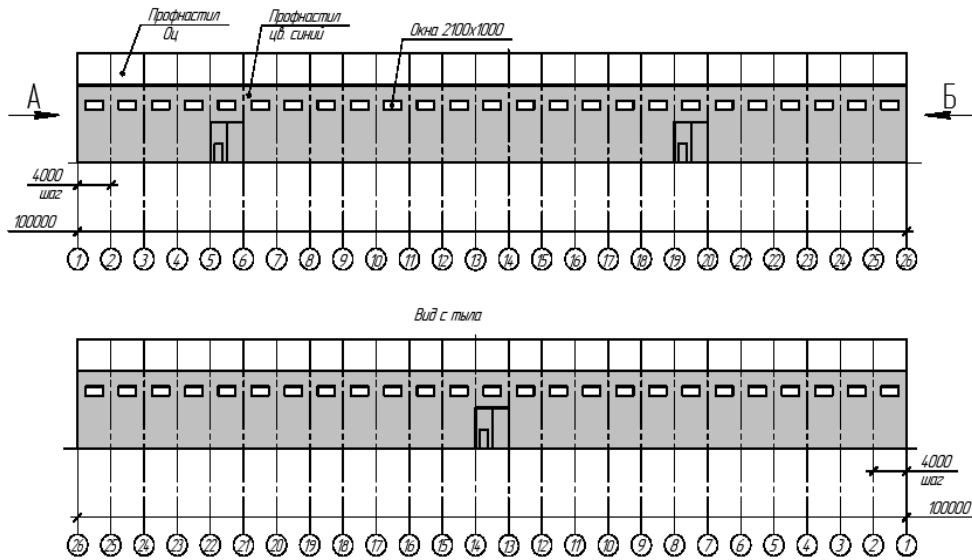 Профнастил
Оц
Профнастил
цв. синий
Окна 2100х1000
А
Б
4000
шаг
100000
1 2 3 4 5 6 7 8 9 10 11 12 13 14 15 16 17 18 19 20 21 22 23 24 25 26
Вид с тыла
4000
шаг
100000
26 25 24 23 22 21 20 19 18 17 16 14 13 12 11 10 9 8 7 6 5 4 3 2 1